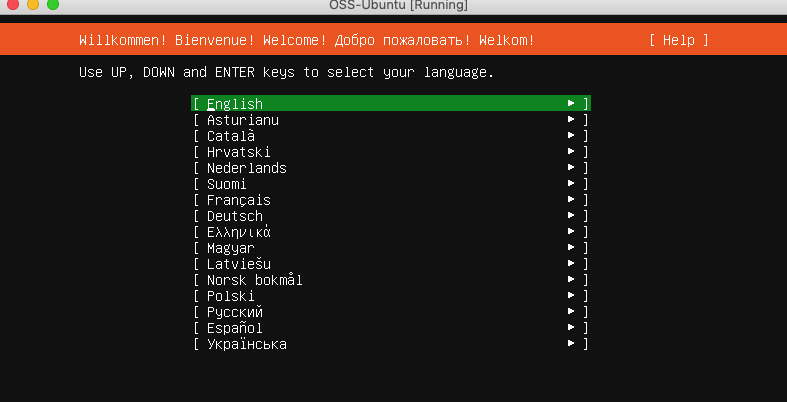 OSS-Ubuntu [Running]
Willkommen! Bienvenue! Welcome! Добро пожаловать! Welkom! [ Help ]
Use UP, DOWN and ENTER keys to select your language.
[ English ► ]
[ Asturianu ► ]
[ Català ► ]
[ Hrvatski ► ]
[ Nederlands ► ]
[ Suomi ► ]
[ Français ► ]
[ Deutsch ► ]
[ Ελληνικά ► ]
[ Magyar ► ]
[ Latviešu ► ]
[ Norsk bokmål ► ]
[ Polski ► ]
[ Русский ► ]
[ Español ► ]
[ Українська ► ]